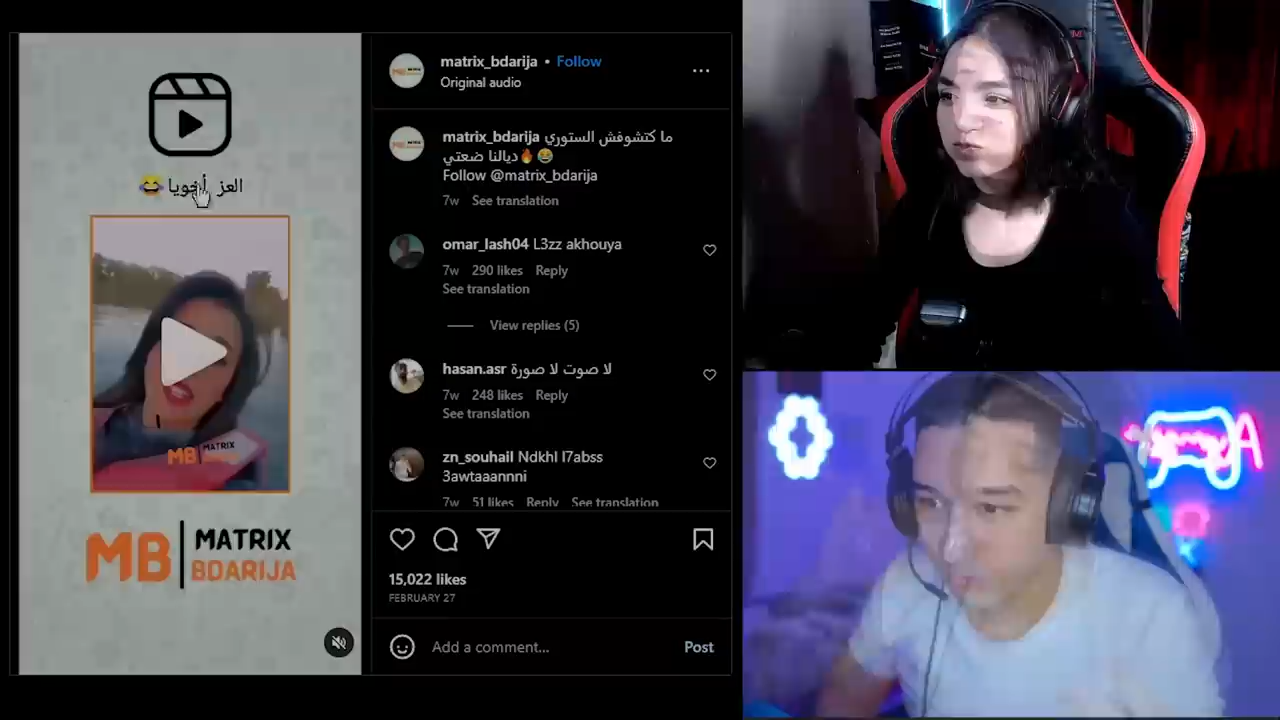 العز أخويا 😂
MB MATRIX
MB MATRIX
BDARIJA
matrix_bdarija • Follow
Original audio
matrix_bdarija ما كتشوفش الستوري
ديالنا ضعتي🔥😂
Follow @matrix_bdarija
7w See translation
omar_lash04 L3zz akhouya
7w 290 likes Reply
See translation
View replies (5)
hasan.asr لا صوت لا صورة
7w 248 likes Reply
See translation
zn_souhail Ndkhl l7abss
3awtaaannni
7w 51 likes Reply See translation
15,022 likes
FEBRUARY 27
Add a comment...
Post